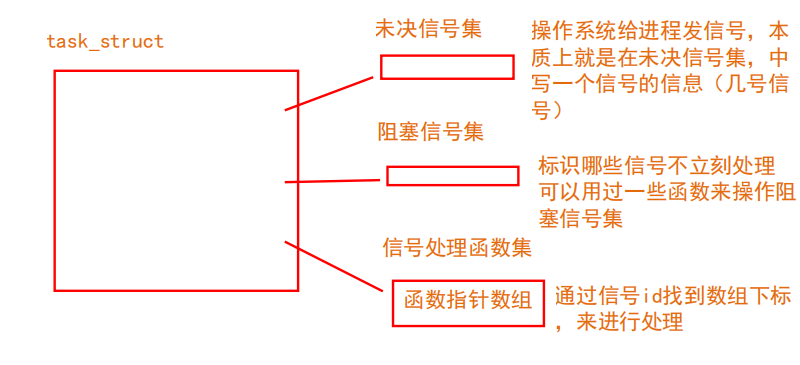 task_struct
未决信号集
操作系统给进程发信号，本
质上就是在未决信号集，中
写一个信号的信息（几号信
号）
阻塞信号集
标识哪些信号不立刻处理
可以用过一些函数来操作阻
塞信号集
信号处理函数集
函数指针数组
通过信号id找到数组下标
，来进行处理